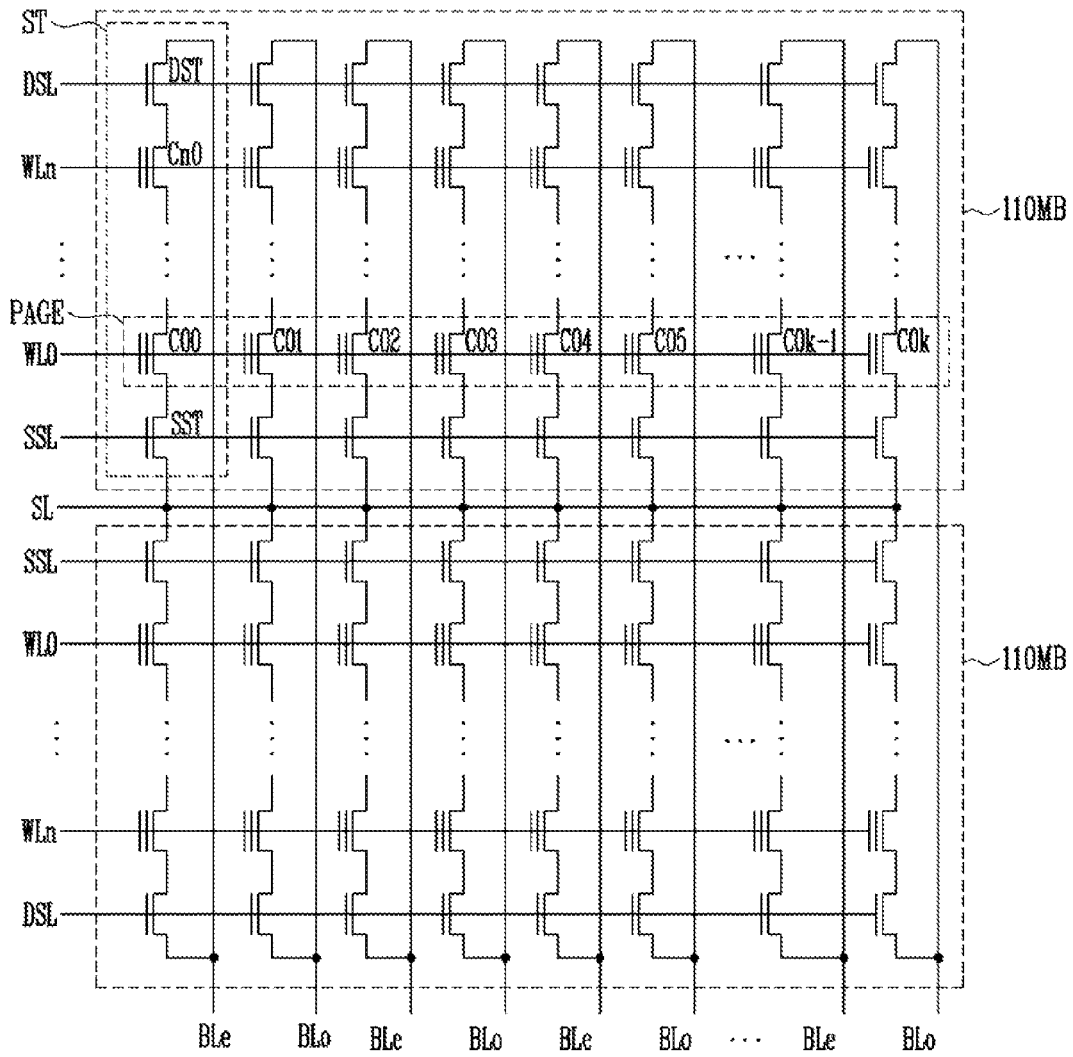 ST
DST
DSL
Cn0
WLn
110MB
PAGE
C00 C01 C02 C03 C04 C05 C0k-1 C0k
WL0
SST
SSL
SL
SSL
WL0
110MB
WLn
DSL
BLe BLo BLe BLo BLe BLo ... BLe BLo